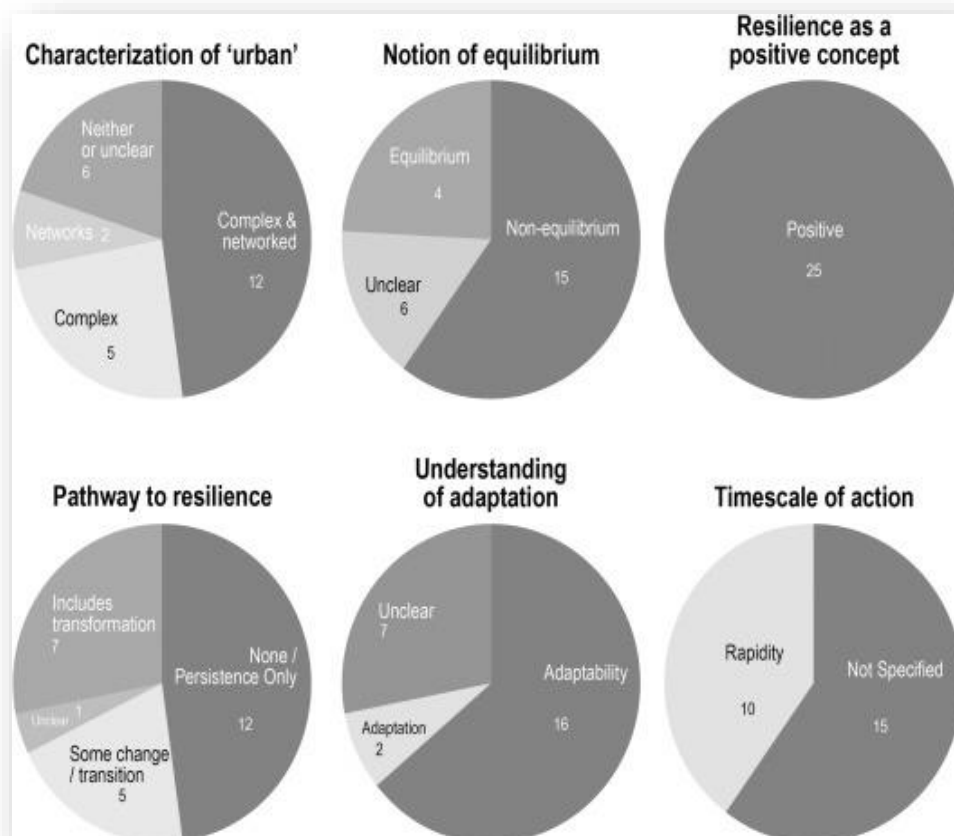 Characterization of ‘urban’
Neither
or unclear
6
Networks 2
Complex
5
Complex &
networked
12
Notion of equilibrium
Equilibrium
4
Unclear
6
Non-equilibrium
15
Resilience as a
positive concept
Positive
25
Pathway to resilience
Includes
transformation
7
Unclear 1
Some change
/ transition
5
None /
Persistence Only
12
Understanding
of adaptation
Unclear
7
Adaptation
2
Adaptability
16
Timescale of action
Rapidity
10
Not Specified
15